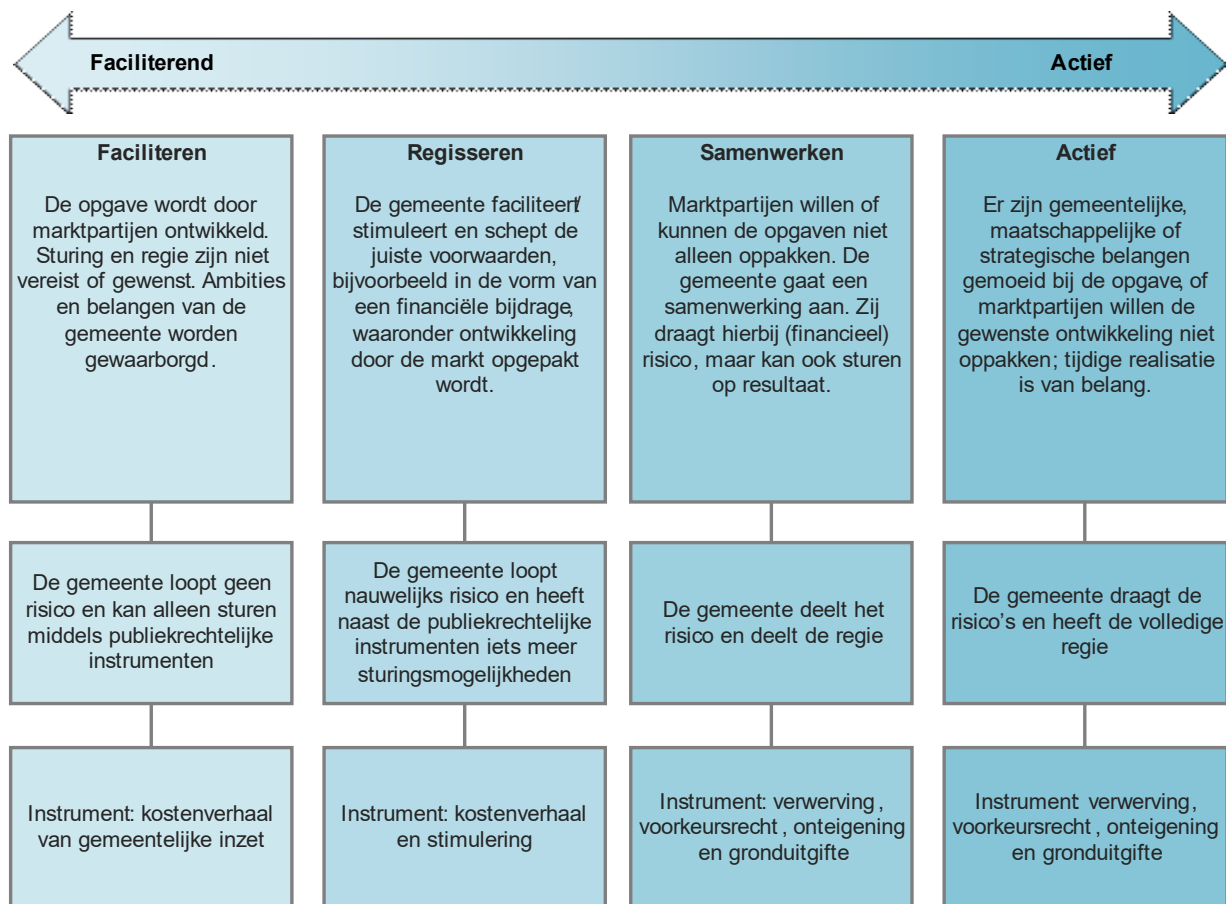 Faciliterend
Actief
Faciliteren
De opgave wordt door
marktpartijen ontwikkeld.
Sturing en regie zijn niet
vereist of gewenst. Ambities
en belangen van de
gemeente worden
gewaarborgd.
Regisseren
De gemeente faciliteert/
stimuleert en schept de
juiste voorwaarden,
bijvoorbeeld in de vorm van
een financiële bijdrage,
waaronder ontwikkeling
door de markt opgepakt
wordt.
Samenwerken
Marktpartijen willen of
kunnen de opgaven niet
alleen oppakken. De
gemeente gaat een
samenwerking aan. Zij
draagt hierbij (financieel)
risico, maar kan ook sturen
op resultaat.
Actief
Er zijn gemeentelijke,
maatschappelijke of
strategische belangen
gemoeid bij de opgave, of
marktpartijen willen de
gewenste ontwikkeling niet
oppakken; tijdige realisatie
is van belang.
De gemeente loopt geen
risico en kan alleen sturen
middels publiekrechtelijke
instrumenten
De gemeente loopt
nauwelijks risico en heeft
naast de publiekrechtelijke
instrumenten iets meer
sturingsmogelijkheden
De gemeente deelt het
risico en deelt de regie
De gemeente draagt de
risico's en heeft de volledige
regie
Instrument: kostenverhaal
van gemeentelijke inzet
Instrument: kostenverhaal
en stimulering
Instrument: verwerving,
voorkeursrecht, onteigening
en gronduitgifte
Instrument: verwerving,
voorkeursrecht, onteigening
en gronduitgifte